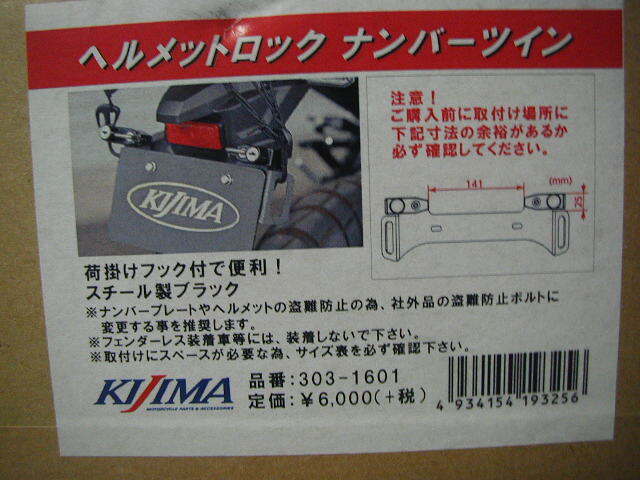 ヘルメットロック ナンバーツイン
KIJIMA
注意!
ご購入前に取付け場所に
下記寸法の余裕があるか
必ず確認してください。
141
(mm)
25
荷掛けフック付で便利!
スチール製ブラック
※ナンバープレートやヘルメットの盗難防止の為、社外品の盗難防止ボルトに
変更する事を推奨します。
※フェンダーレス装着車等には、装着しないで下さい。
※取付けにスペースが必要な為、サイズ表を必ず確認下さい。
KIJIMA
MOTORCYCLE PARTS & ACCESSORIES
品番:303-1601
定価:¥6,000(+税)
4 934154 193256